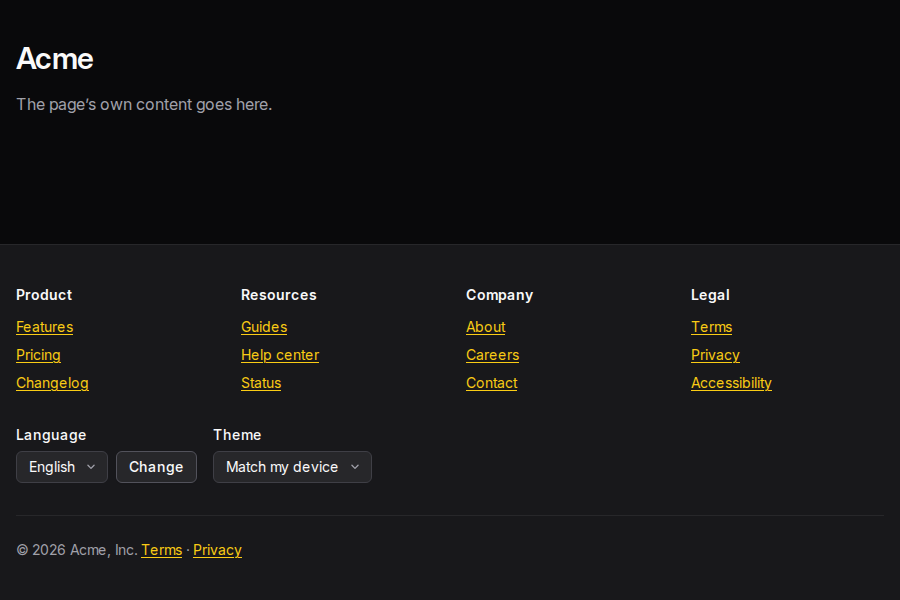 Acme
The page’s own content goes here.
Product
Features
Pricing
Changelog
Resources
Guides
Help center
Status
Company
About
Careers
Contact
Legal
Terms
Privacy
Accessibility
Language
English
Change
Theme
Match my device
© 2026 Acme, Inc. Terms · Privacy